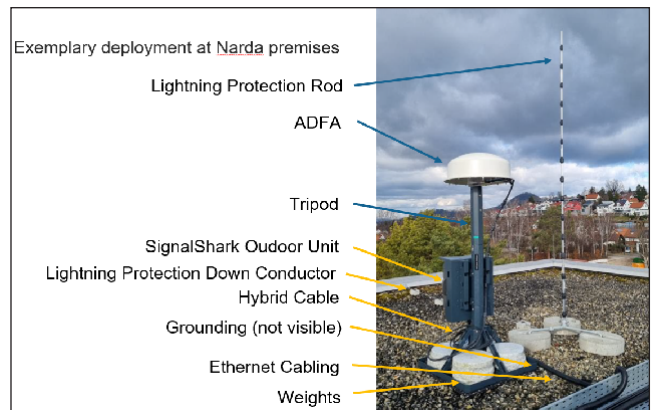 Exemplary deployment at Narda premises
Lightning Protection Rod
ADFA
Tripod
SignalShark Oudoor Unit
Lightning Protection Down Conductor
Hybrid Cable
Grounding (not visible)
Ethernet Cabling
Weights